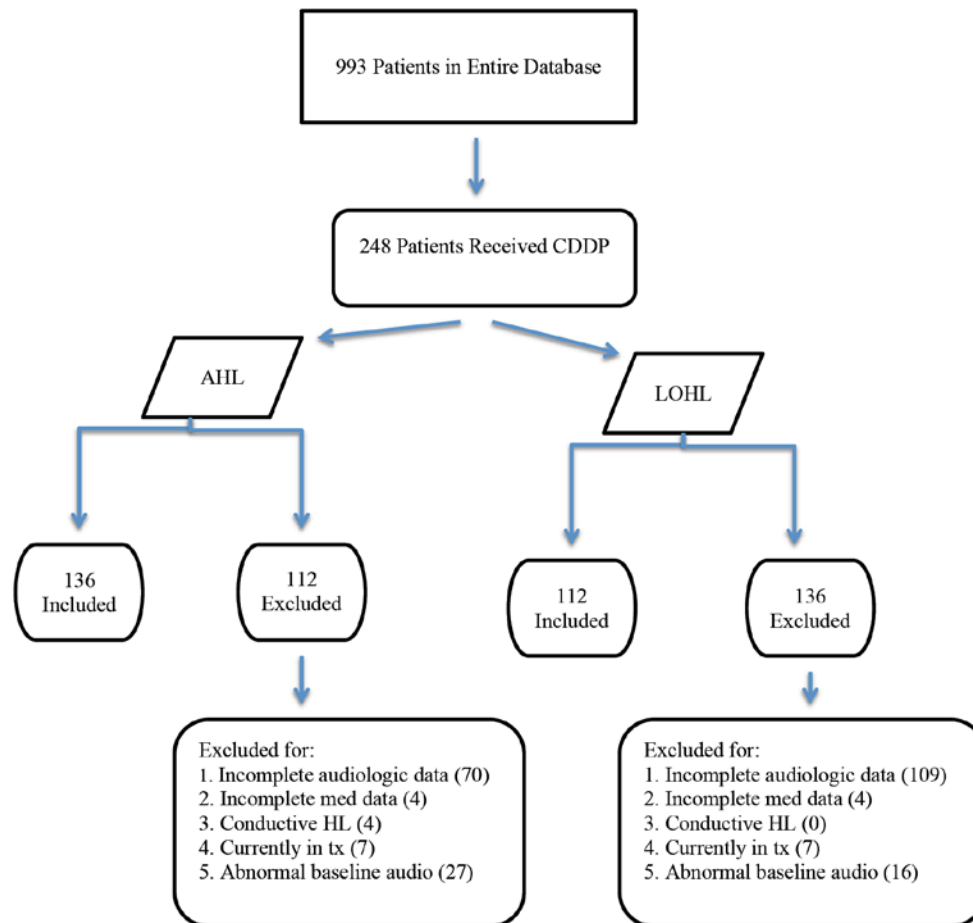 993 Patients in Entire Database
248 Patients Received CDDP
AHL
LOHL
136
Included
112
Excluded
112
Included
136
Excluded
Excluded for:
1. Incomplete audiologic data (70)
2. Incomplete med data (4)
3. Conductive HL (4)
4. Currently in tx (7)
5. Abnormal baseline audio (27)
Excluded for:
1. Incomplete audiologic data (109)
2. Incomplete med data (4)
3. Conductive HL (0)
4. Currently in tx (7)
5. Abnormal baseline audio (16)